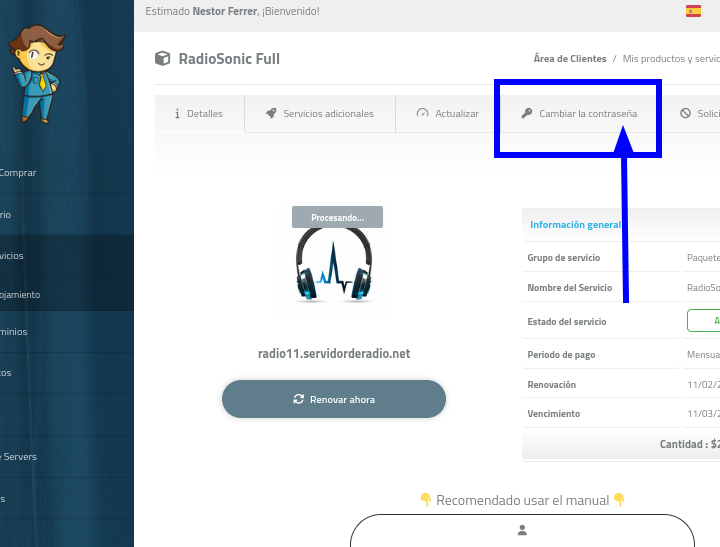 Estimado Nestor Ferrer, ¡Bienvenido!
RadioSonic Full
Área de Clientes / Mis productos y servic
Detalles
Servicios adicionales
Actualizar
Cambiar la contraseña
Solici
Comprar
rio
vicios
ojamiento
minios
tos
e Servers
s
Procesando...
radio11.servidorderadio.net
Renovar ahora
Información general
Grupo de servicio Paquete
Nombre del Servicio RadioSo
Estado del servicio A
Periodo de pago Mensua
Renovación 11/02/2
Vencimiento 11/03/2
Cantidad : $2
👇 Recomendado usar el manual 👇